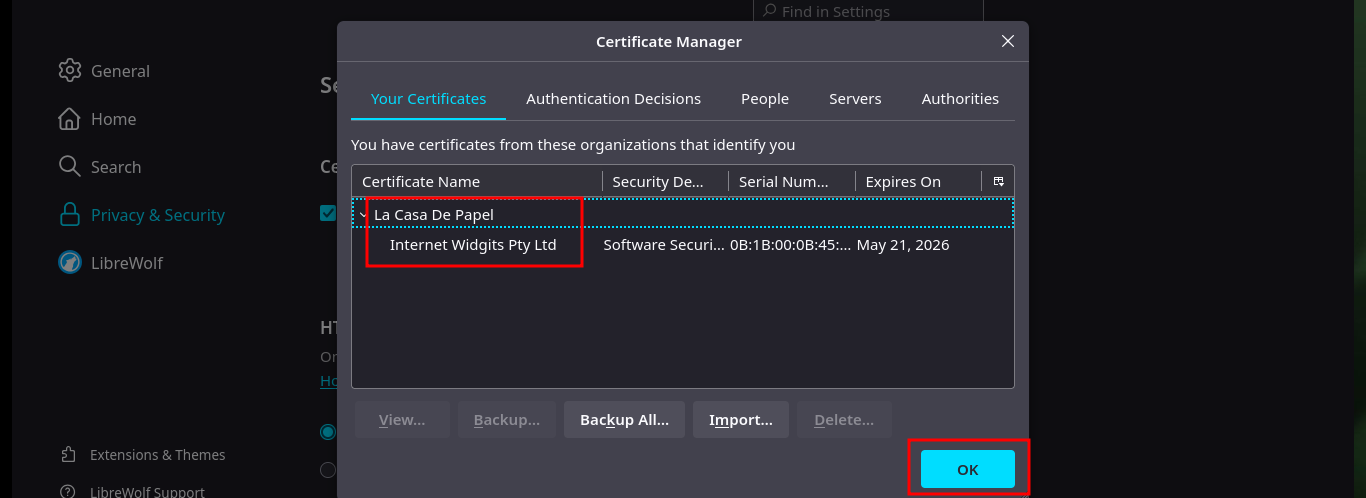 Find in Settings
Certificate Manager
General
Home
Search
Privacy & Security
LibreWolf
Extensions & Themes
LibreWolf Support
Se
Ce
HT
On
Ho
Your Certificates Authentication Decisions People Servers Authorities
You have certificates from these organizations that identify you
Certificate Name Security De... Serial Num... Expires On
La Casa De Papel
Internet Widgits Pty Ltd Software Securi... 0B:1B:00:0B:45:... May 21, 2026
View... Backup... Backup All... Import... Delete...
OK